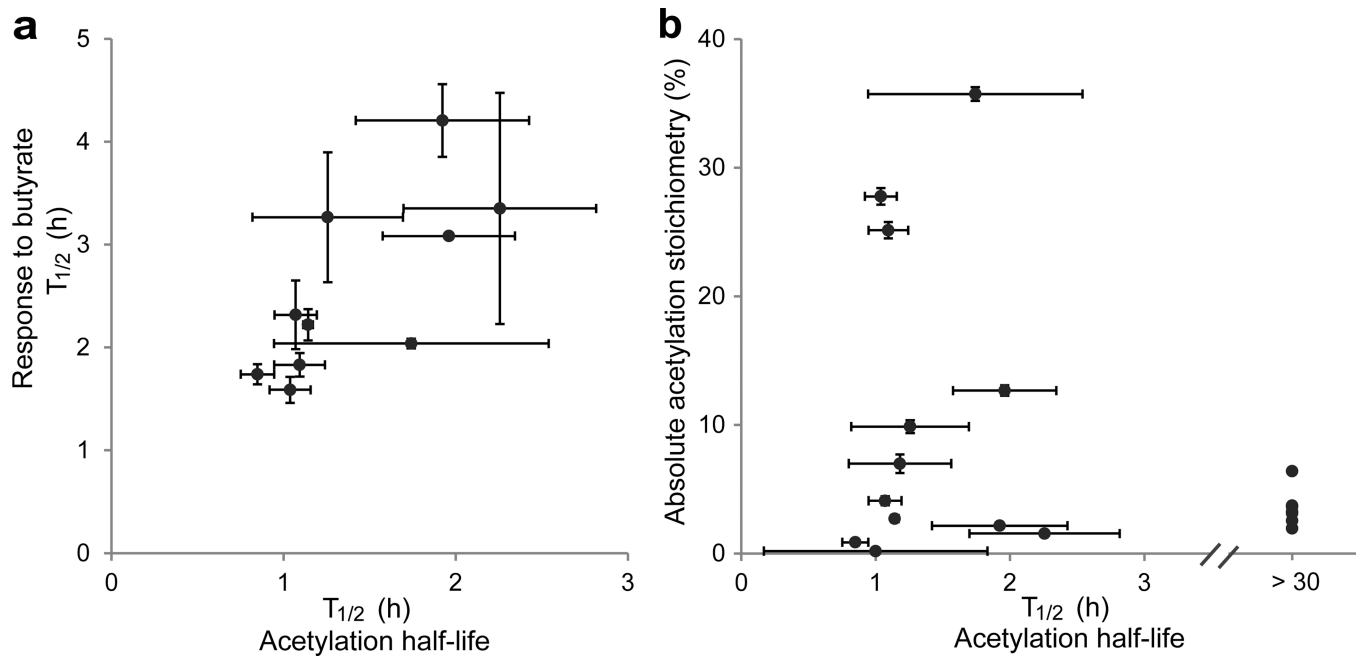 a
5
4
3
2
1
0
Response to butyrate
T1/2 (h)
0 1 2 3
T1/2 (h)
Acetylation half-life
b
40
30
20
10
0
Absolute acetylation stoichiometry (%)
0 1 2 3 > 30
T1/2 (h)
Acetylation half-life